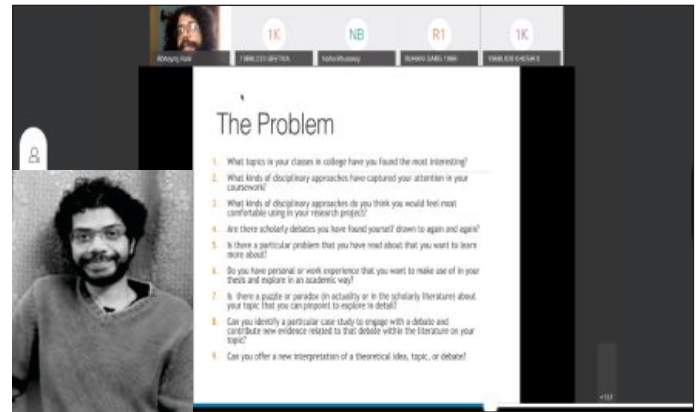 1K
NB
R1
1K
Abhayraj Naik
Neha Bhudolia
The Problem
1. What topics in your classes in college have you found the most interesting?
2. What kinds of disciplinary approaches have captured your attention in your
coursework?
3. What kinds of disciplinary approaches do you think you would feel most
comfortable using in your research project?
4. Are there scholarly debates you have found yourself drawn to again and again?
5. Is there a particular problem that you have read about that you want to learn
more about?
6. Do you have personal or work experience that you want to make use of in your
thesis and explore in an academic way?
7. Is there a puzzle or paradox (in actuality or in the scholarly literature) about
your topic that you can pinpoint to explore in detail?
8. Can you identify a particular case study to engage with a debate and
contribute new evidence related to that debate within the literature on your
topic?
9. Can you offer a new interpretation of a theoretical idea, topic, or debate?